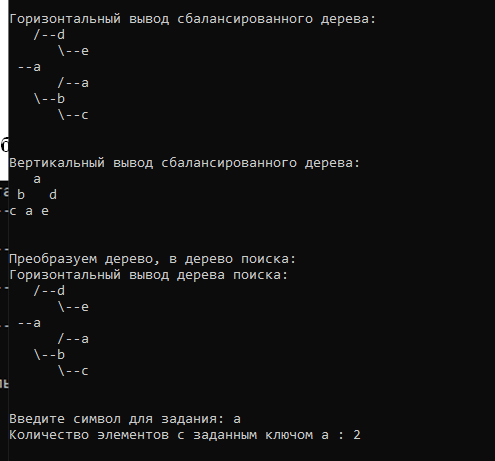 Горизонтальный вывод сбалансированного дерева:
/--d
\--e
--a
/--a
\--b
\--c
Вертикальный вывод сбалансированного дерева:
a
b d
c a e
Преобразуем дерево, в дерево поиска:
Горизонтальный вывод дерева поиска:
/--d
\--e
--a
/--a
\--b
\--c
Введите символ для задания: a
Количество элементов с заданным ключом a : 2